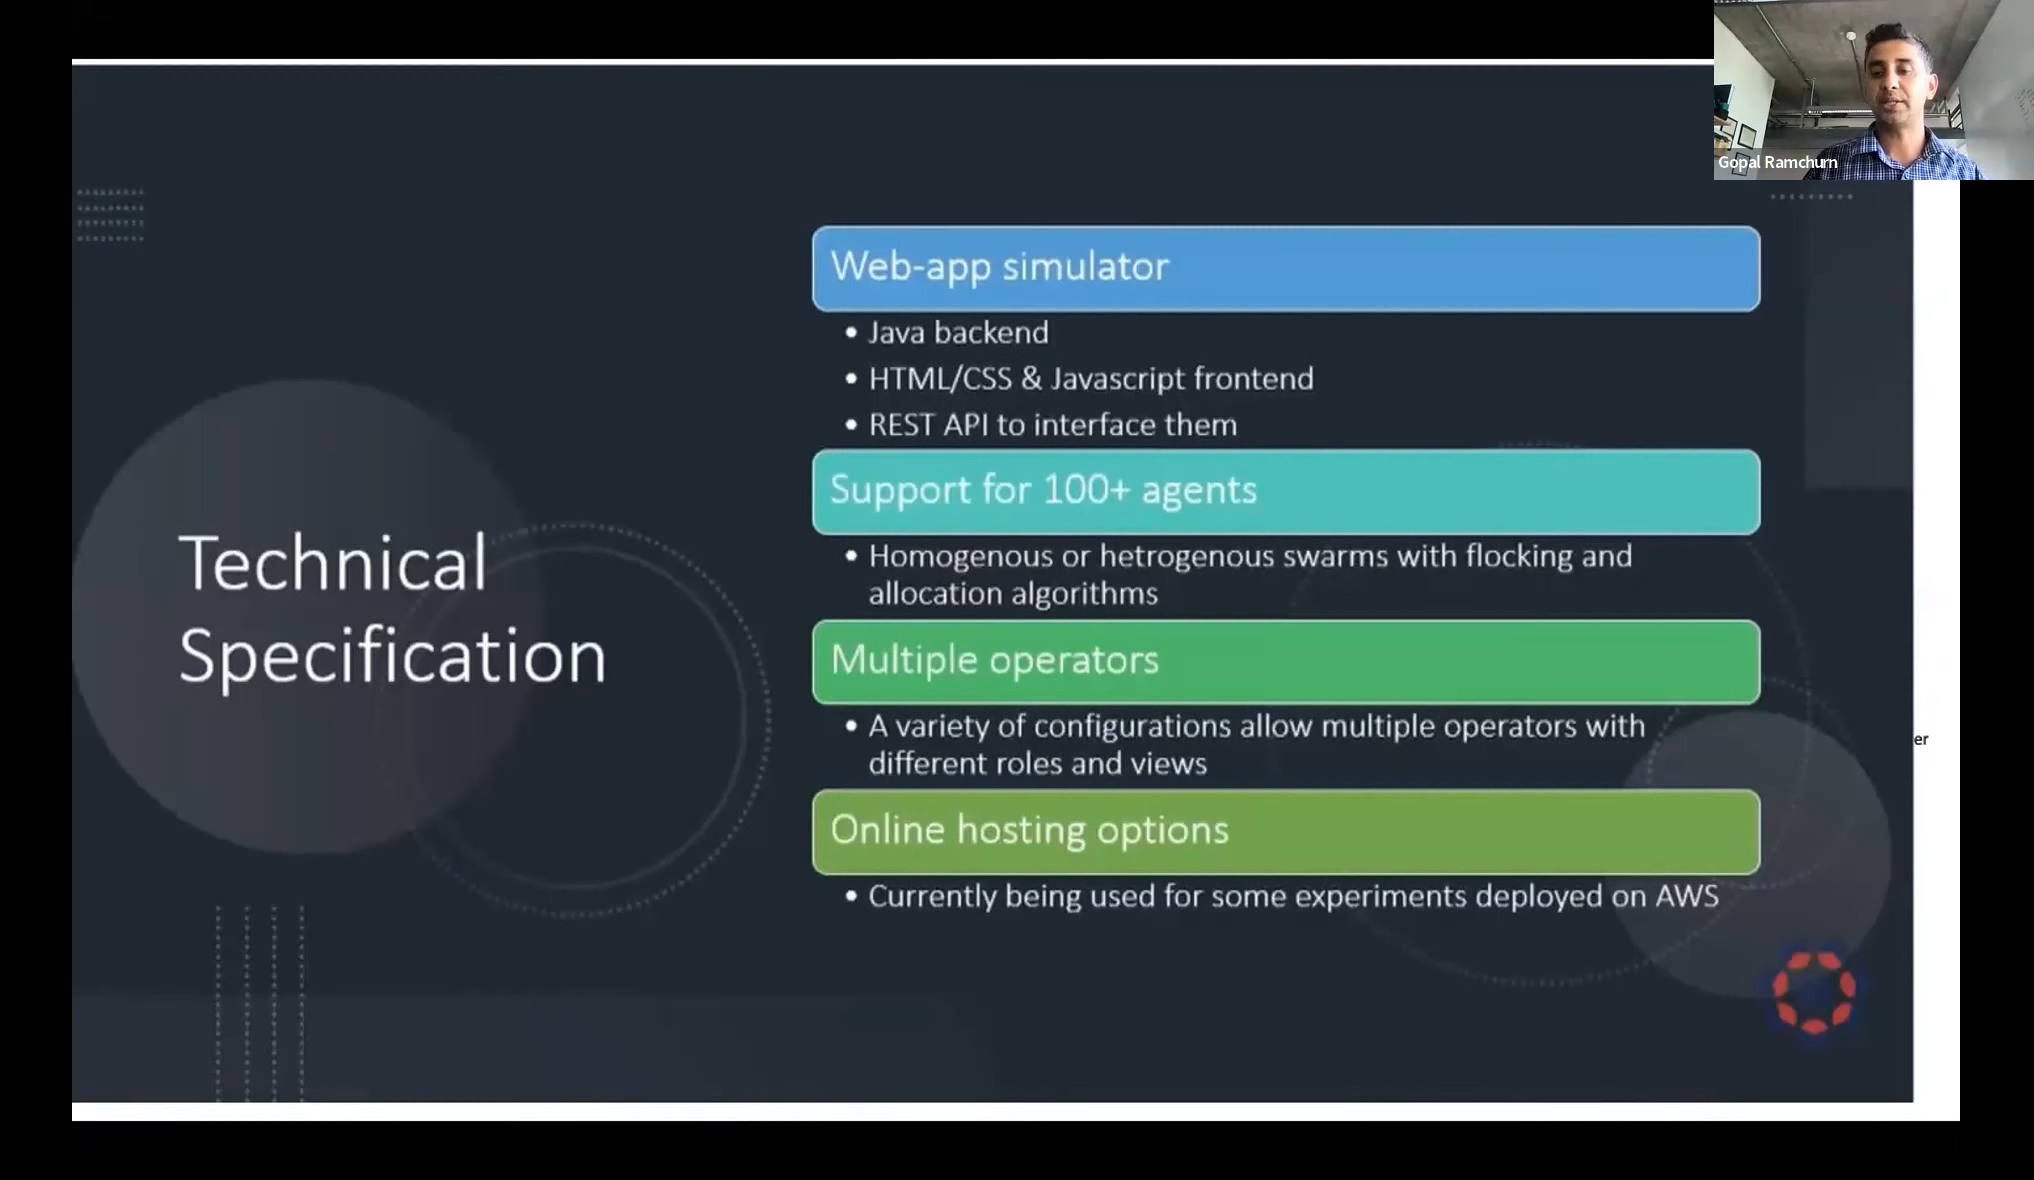 Gopal Ramchurn
Technical
Specification
Web-app simulator
• Java backend
• HTML/CSS & Javascript frontend
• REST API to interface them
Support for 100+ agents
• Homogenous or hetrogenous swarms with flocking and
allocation algorithms
Multiple operators
• A variety of configurations allow multiple operators with
different roles and views
Online hosting options
• Currently being used for some experiments deployed on AWS
er